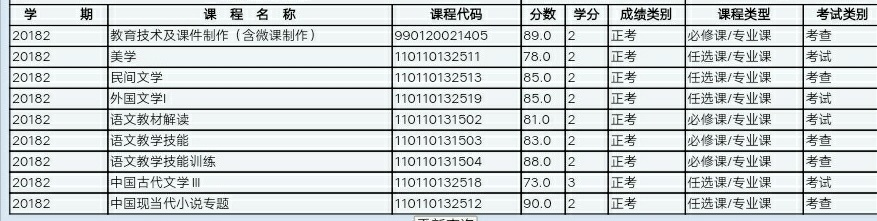 学 期 课 程 名 称 课程代码 分数 学分 成绩类别 课程类型 考试类别
20182 教育技术及课件制作（含微课制作） 990120021405 89.0 2 正考 必修课/专业课 考查
20182 美学 110110132511 78.0 2 正考 任选课/专业课 考试
20182 民间文学 110110132513 85.0 2 正考 任选课/专业课 考查
20182 外国文学Ⅰ 110110132519 85.0 2 正考 任选课/专业课 考试
20182 语文教材解读 110110131502 81.0 2 正考 必修课/专业课 考试
20182 语文教学技能 110110131503 83.0 2 正考 必修课/专业课 考查
20182 语文教学技能训练 110110131504 88.0 2 正考 必修课/专业课 考查
20182 中国古代文学Ⅲ 110110132518 73.0 3 正考 任选课/专业课 考试
20182 中国现当代小说专题 110110132512 90.0 2 正考 任选课/专业课 考查